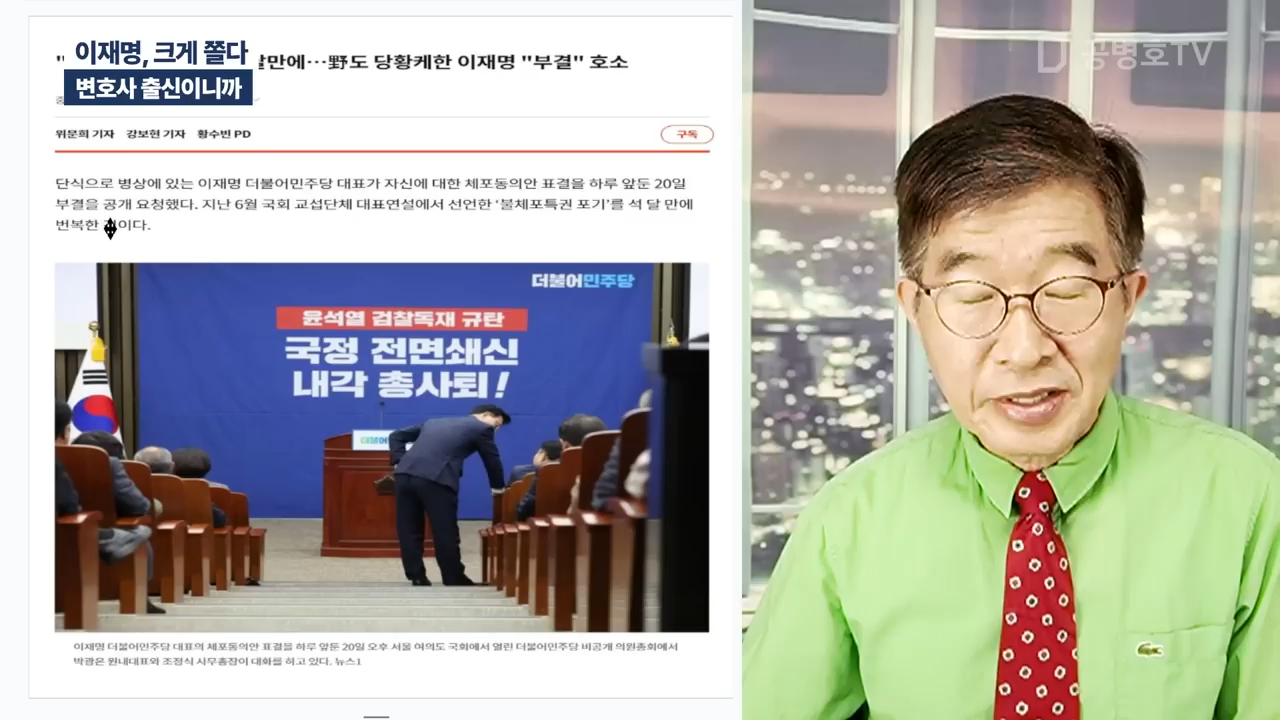 이재명, 크게 쫄다
변호사 출신이니까
만에…野도 당황케한 이재명 "부결" 호소
공병호TV
위문희 기자 강보현 기자 황수빈 PD
구독
단식으로 병상에 있는 이재명 더불어민주당 대표가 자신에 대한 체포동의안 표결을 하루 앞둔 20일
부결을 공개 요청했다. 지난 6월 국회 교섭단체 대표연설에서 선언한 ‘불체포특권 포기’를 석 달 만에
번복한
더불어민주당
윤석열 검찰독재 규탄
국정 전면쇄신
내각 총사퇴!
이재명 더불어민주당 대표의 체포동의안 표결을 하루 앞둔 20일 오후 서울 여의도 국회에서 열린 더불어민주당 비공개 의원총회에서
박광온 원내대표와 조정식 사무총장이 대화를 하고 있다. 뉴스1